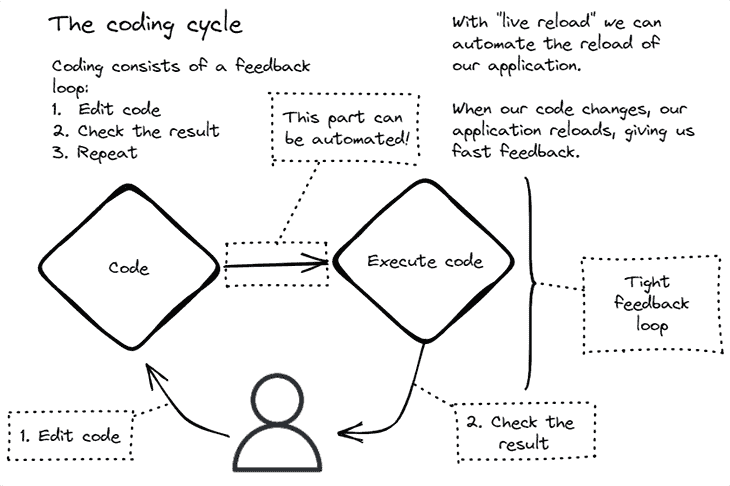 The coding cycle
Coding consists of a feedback
loop:
1. Edit code
2. Check the result
3. Repeat
With "live reload" we can
automate the reload of
our application.
When our code changes, our
application reloads, giving us
fast feedback.
This part can
be automated!
Code
Execute code
Tight
feedback
loop
1. Edit code
2. Check the
result